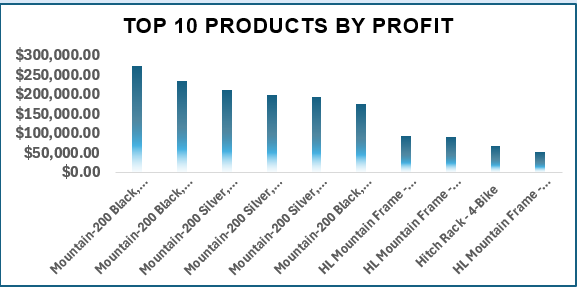 TOP 10 PRODUCTS BY PROFIT
$300,000.00
$250,000.00
$200,000.00
$150,000.00
$100,000.00
$50,000.00
$0.00
Mountain-200 Black,...
Mountain-200 Black,...
Mountain-200 Silver,...
Mountain-200 Silver,...
Mountain-200 Silver,...
Mountain-200 Black,...
HL Mountain Frame -...
HL Mountain Frame -...
Hitch Rack - 4-Bike
HL Mountain Frame -...